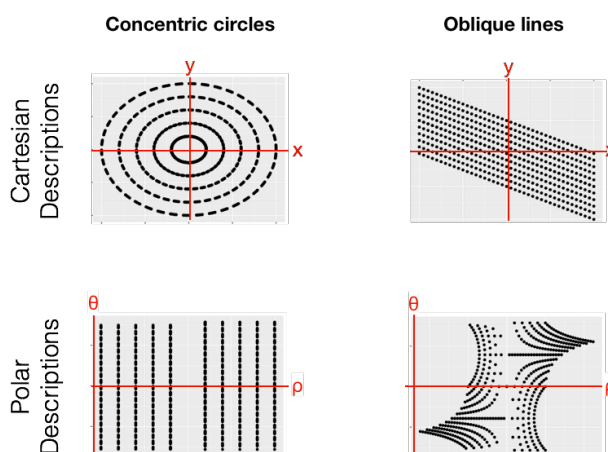 Concentric circles
Oblique lines
Cartesian
Descriptions
y
x
y
x
Polar
Descriptions
θ
ρ
θ
ρ